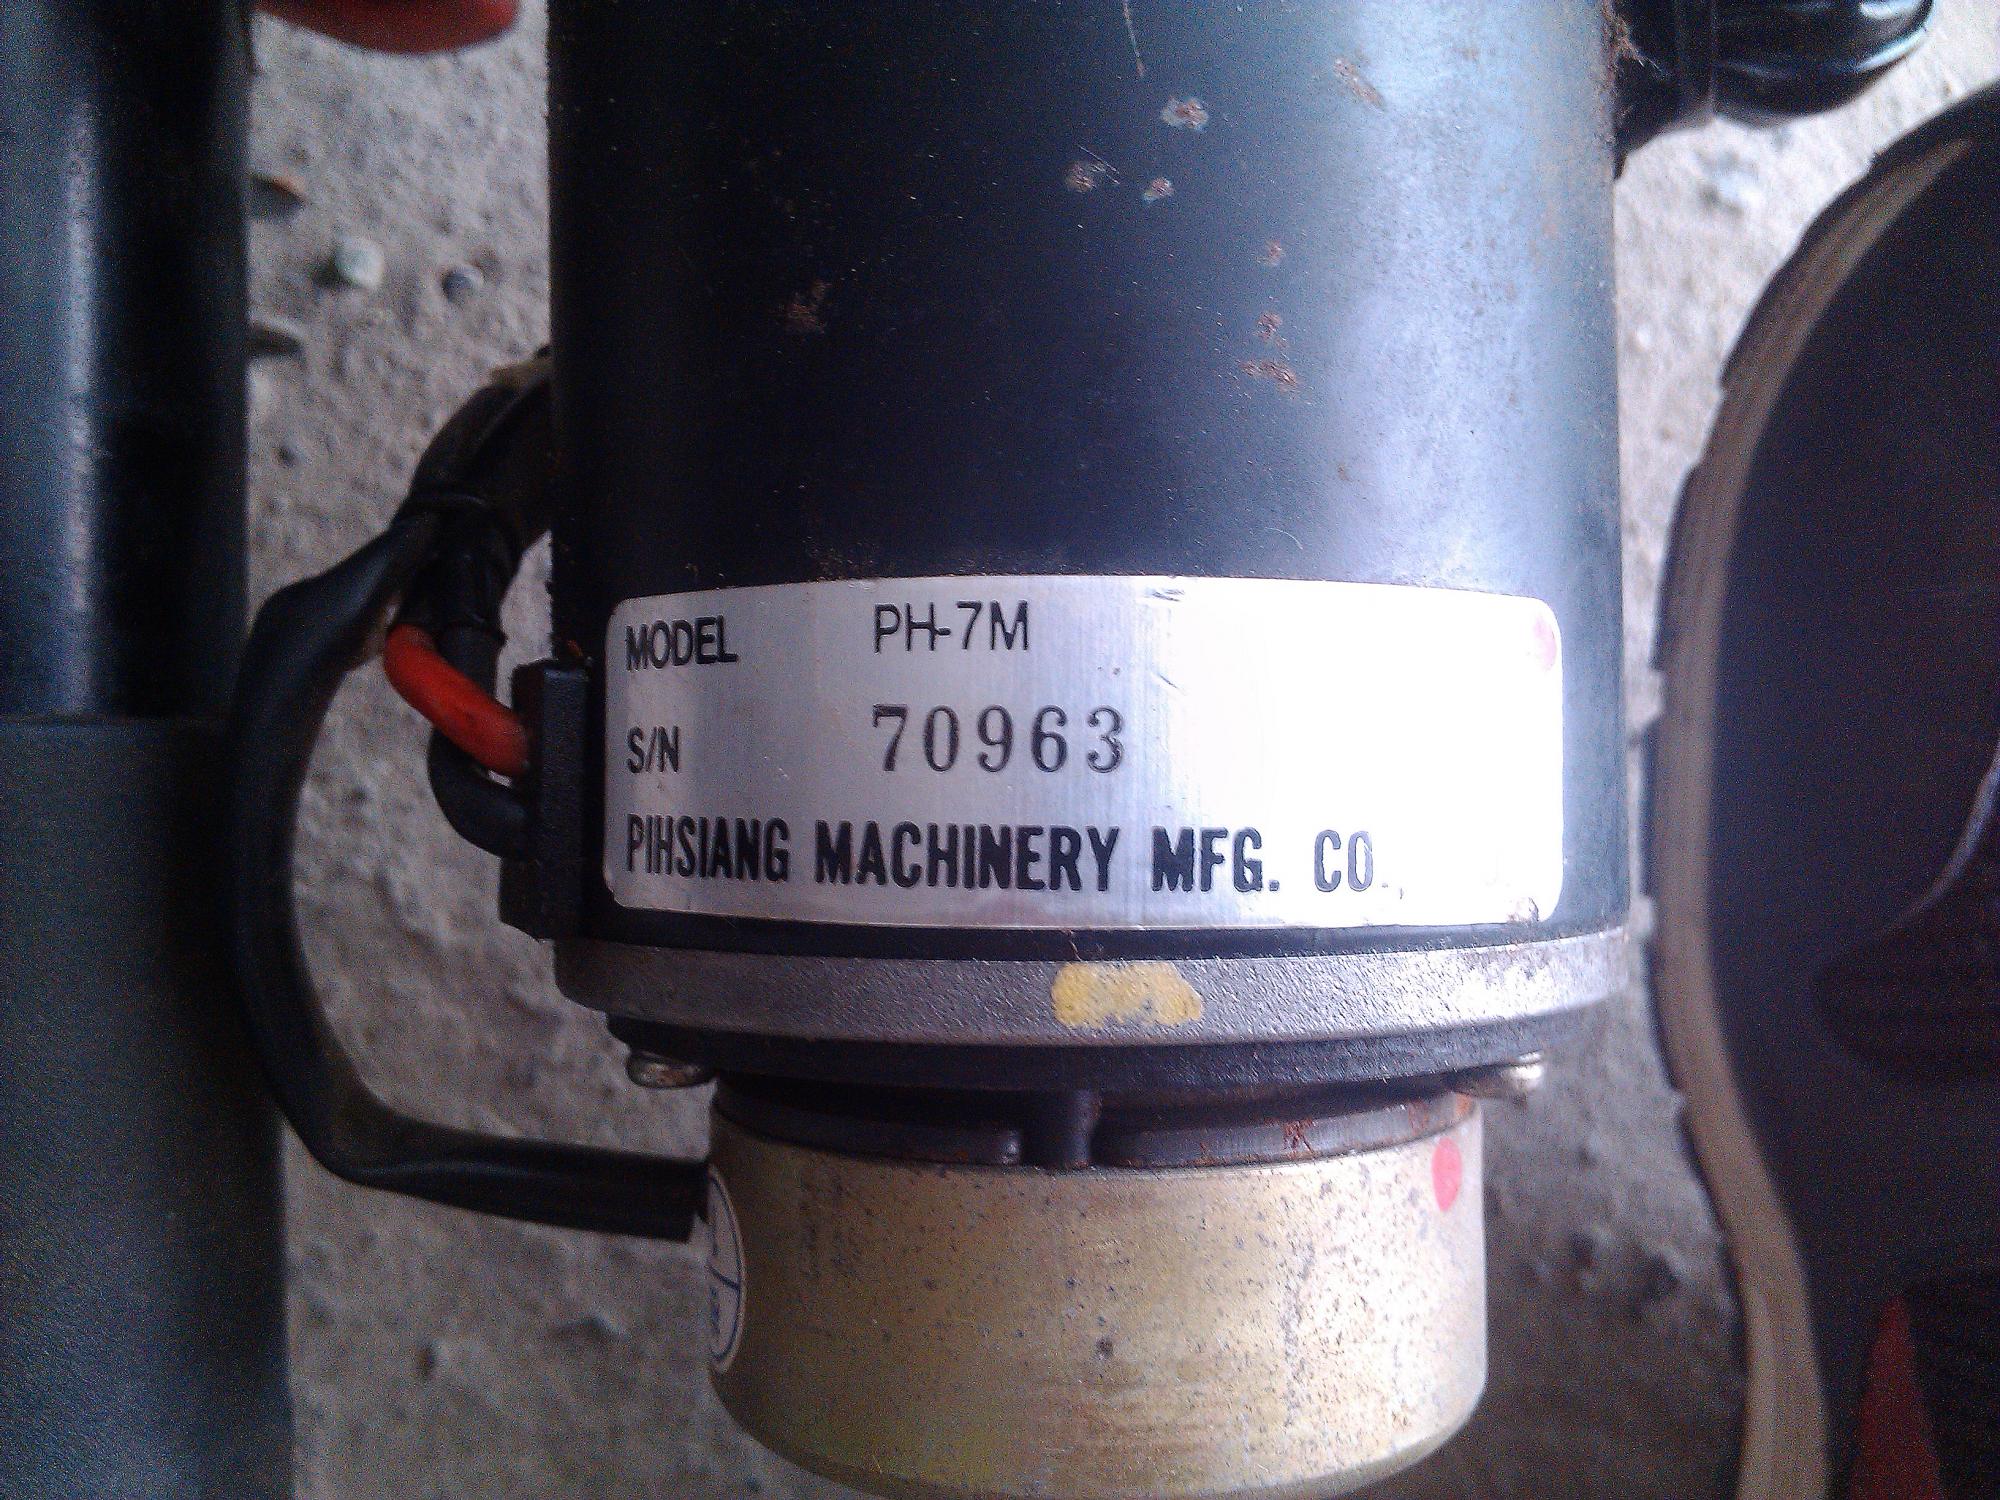 MODEL PH-7M
S/N 70963
PIHSIANG MACHINERY MFG. CO.,